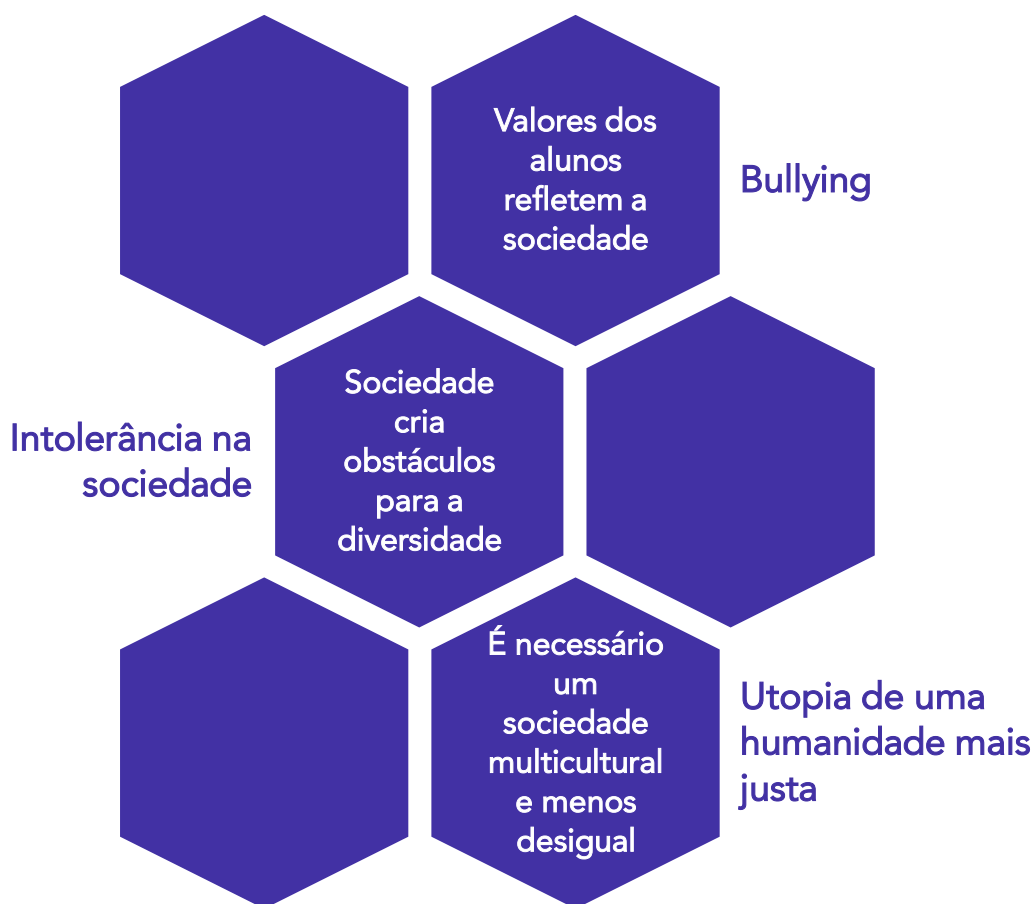 Valores dos
alunos
refletem a
sociedade
Bullying
Intolerância na
sociedade
Sociedade
cria
obstáculos
para a
diversidade
É necessário
um
sociedade
multicultural
e menos
desigual
Utopia de uma
humanidade mais
justa